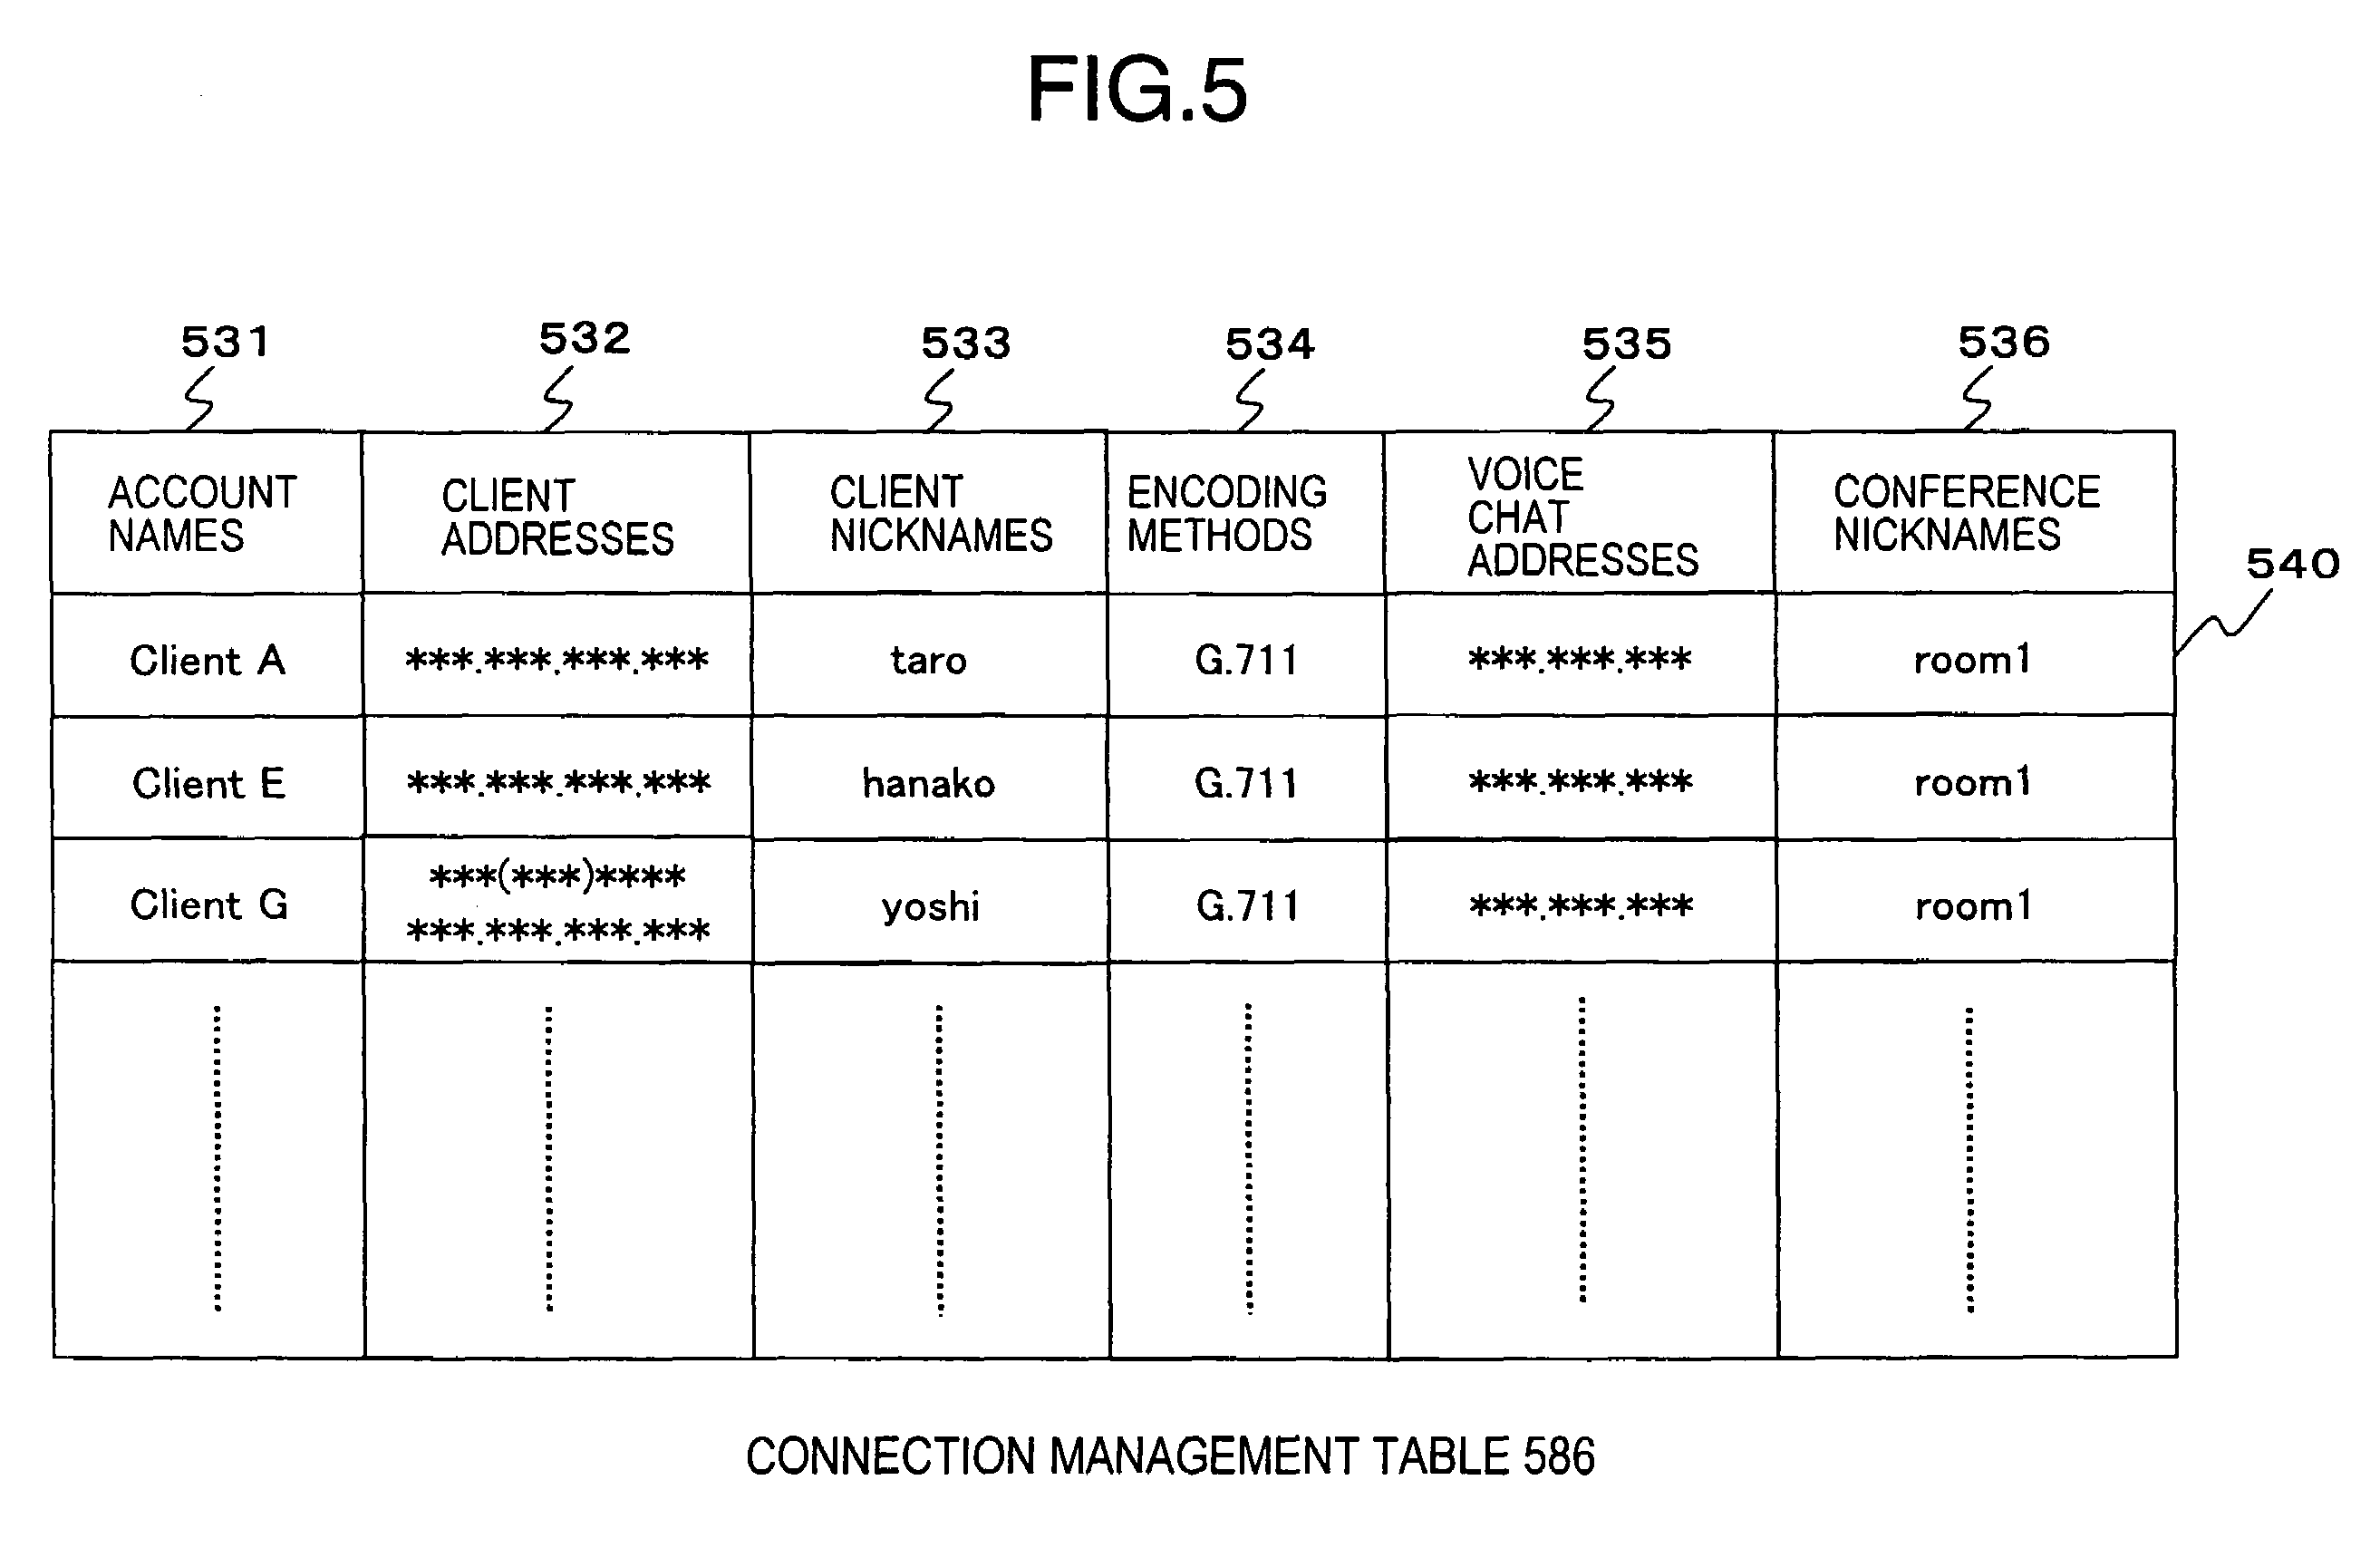 FIG.5
531 532 533 534 535 536
ACCOUNT NAMES CLIENT ADDRESSES CLIENT NICKNAMES ENCODING METHODS VOICE CHAT ADDRESSES CONFERENCE NICKNAMES
540
Client A ***.***.***.*** taro G.711 ***.***.*** room1
Client E ***.***.***.*** hanako G.711 ***.***.*** room1
Client G ***(***)**** ***.***.***.*** yoshi G.711 ***.***.*** room1
CONNECTION MANAGEMENT TABLE 586